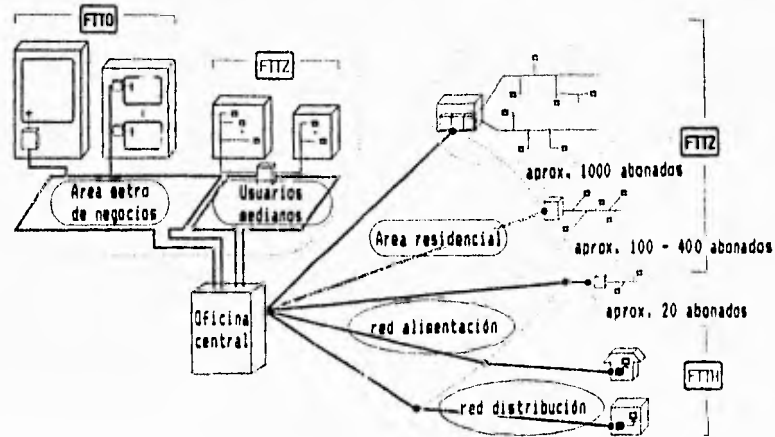 FTTO
FTTZ
Area metro
de negocios
Usuarios
medianos
FTTZ
aprox. 1000 abonados
Area residencial
aprox. 100 - 400 abonados
aprox. 20 abonados
Oficina
central
red alimentación
FTTH
red distribución